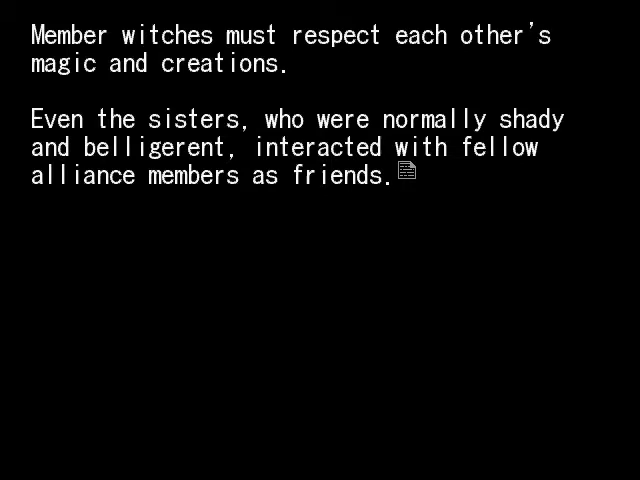 Member witches must respect each other's
magic and creations.
Even the sisters, who were normally shady
and belligerent, interacted with fellow
alliance members as friends.